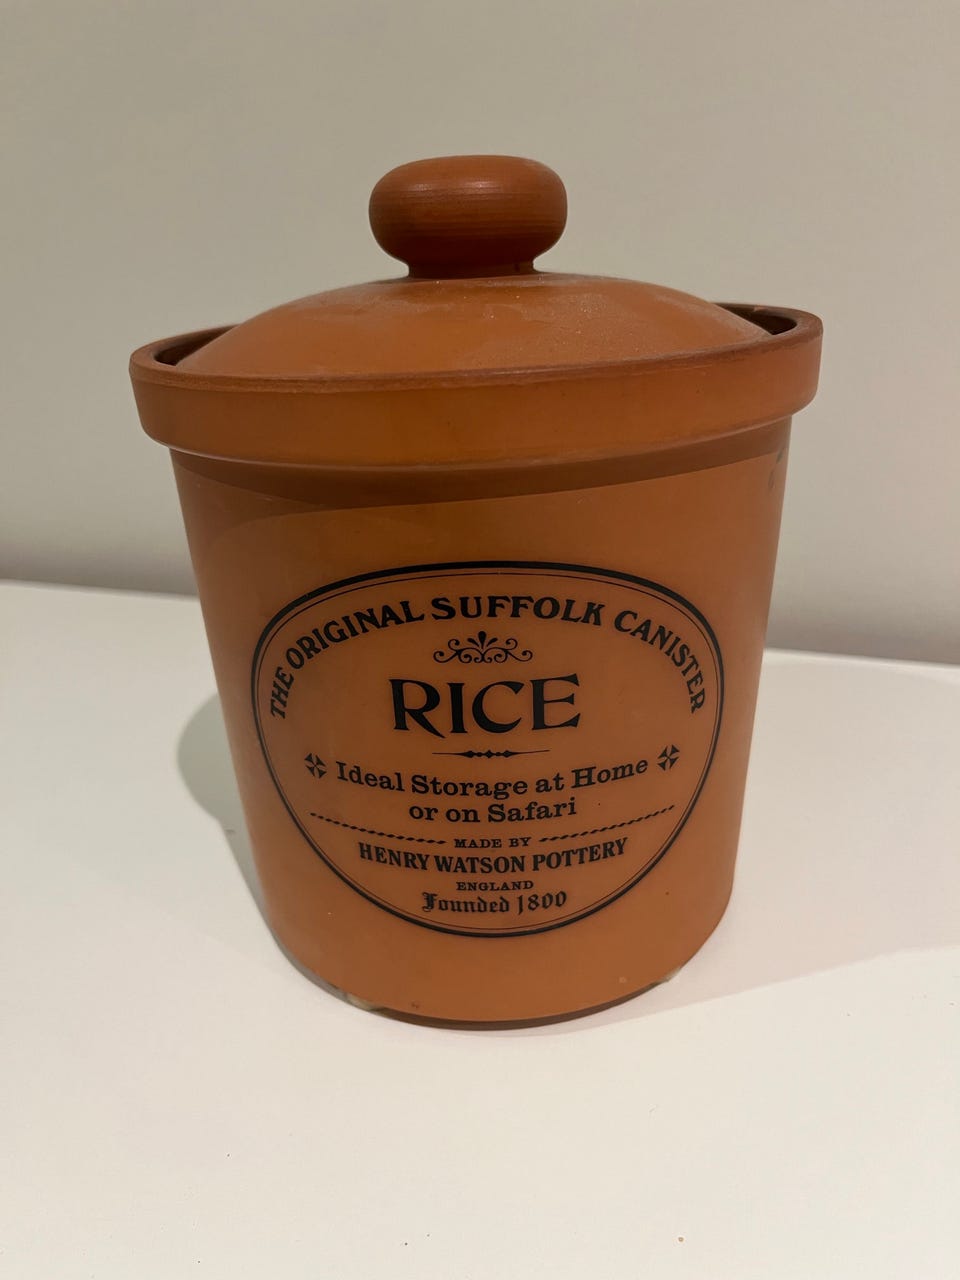 THE ORIGINAL SUFFOLK CANISTER
RICE
Ideal Storage at Home
or on Safari
MADE BY
HENRY WATSON POTTERY
ENGLAND
Founded 1800